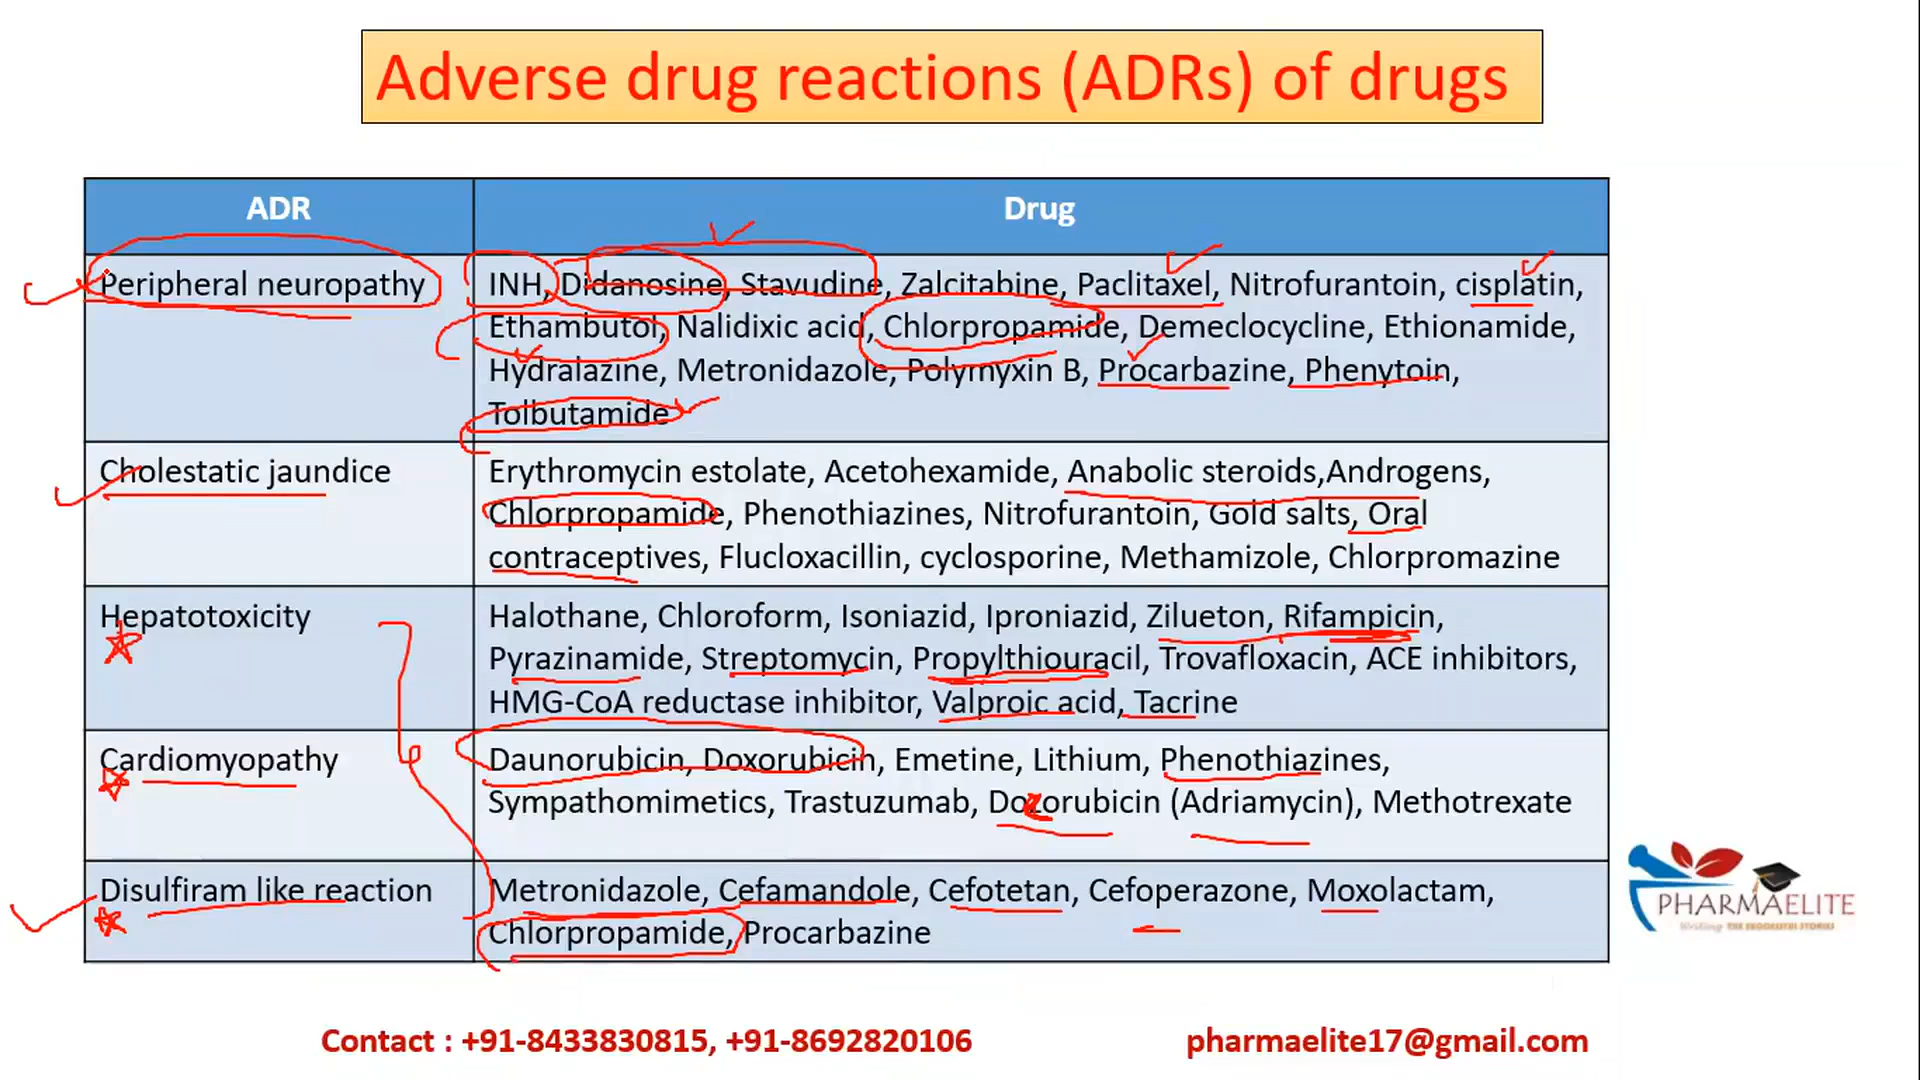 Adverse drug reactions (ADRs) of drugs
ADR
Drug
Peripheral neuropathy
INH, Didanosine, Stavudine, Zalcitabine, Paclitaxel, Nitrofurantoin, cisplatin,
Ethambutol, Nalidixic acid, Chlorpropamide, Demeclocycline, Ethionamide,
Hydralazine, Metronidazole, Polymyxin B, Procarbazine, Phenytoin,
Tolbutamide
Cholestatic jaundice
Erythromycin estolate, Acetohexamide, Anabolic steroids,Androgens,
Chlorpropamide, Phenothiazines, Nitrofurantoin, Gold salts, Oral
contraceptives, Flucloxacillin, cyclosporine, Methamizole, Chlorpromazine
Hepatotoxicity
Halothane, Chloroform, Isoniazid, Iproniazid, Zilueton, Rifampicin,
Pyrazinamide, Streptomycin, Propylthiouracil, Trovafloxacin, ACE inhibitors,
HMG-CoA reductase inhibitor, Valproic acid, Tacrine
Cardiomyopathy
Daunorubicin, Doxorubicin, Emetine, Lithium, Phenothiazines,
Sympathomimetics, Trastuzumab, (Adriamycin), Methotrexate
Disulfiram like reaction
Metronidazole, Cefamandole, Cefotetan, Cefoperazone, Moxolactam,
Chlorpropamide, Procarbazine
PHARMAELITE
Contact : +91-8433830815, +91-8692820106
pharmaelite17@gmail.com